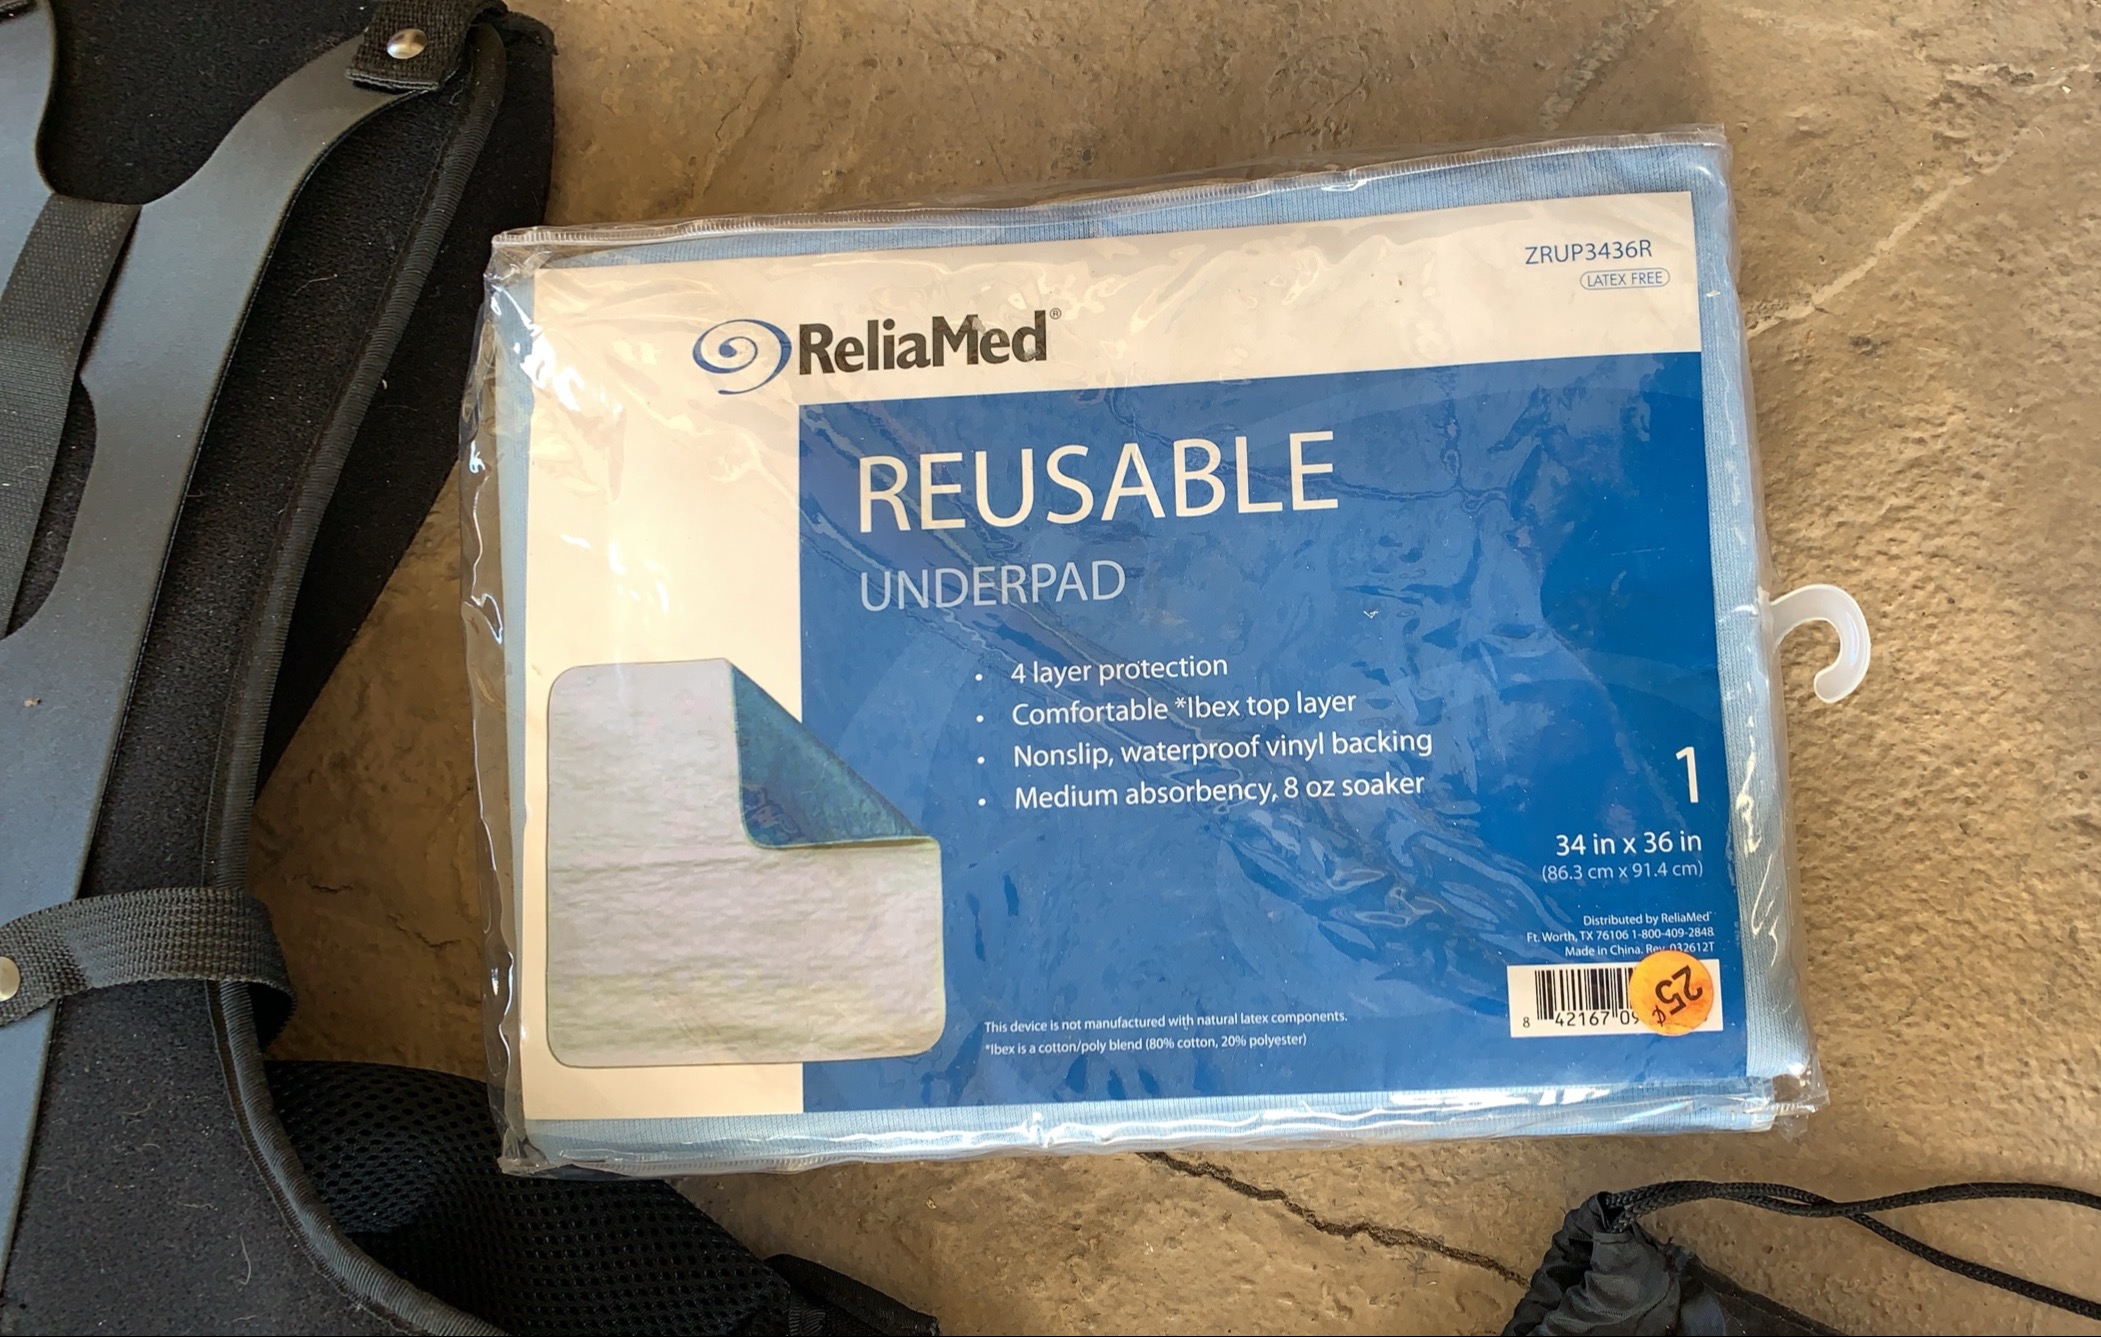 ZRUP3436R
LATEX FREE
ReliaMed®
REUSABLE
UNDERPAD
• 4 layer protection
• Comfortable *Ibex top layer
• Nonslip, waterproof vinyl backing
• Medium absorbency, 8 oz soaker
1
34 in x 36 in
(86.3 cm x 91.4 cm)
Distributed by ReliaMed®
Ft. Worth, TX 76106 1-800-409-2848
Made in China. Rev 032612T
25¢
8 42167 09
This device is not manufactured with natural latex components.
*Ibex is a cotton/poly blend (80% cotton, 20% polyester)